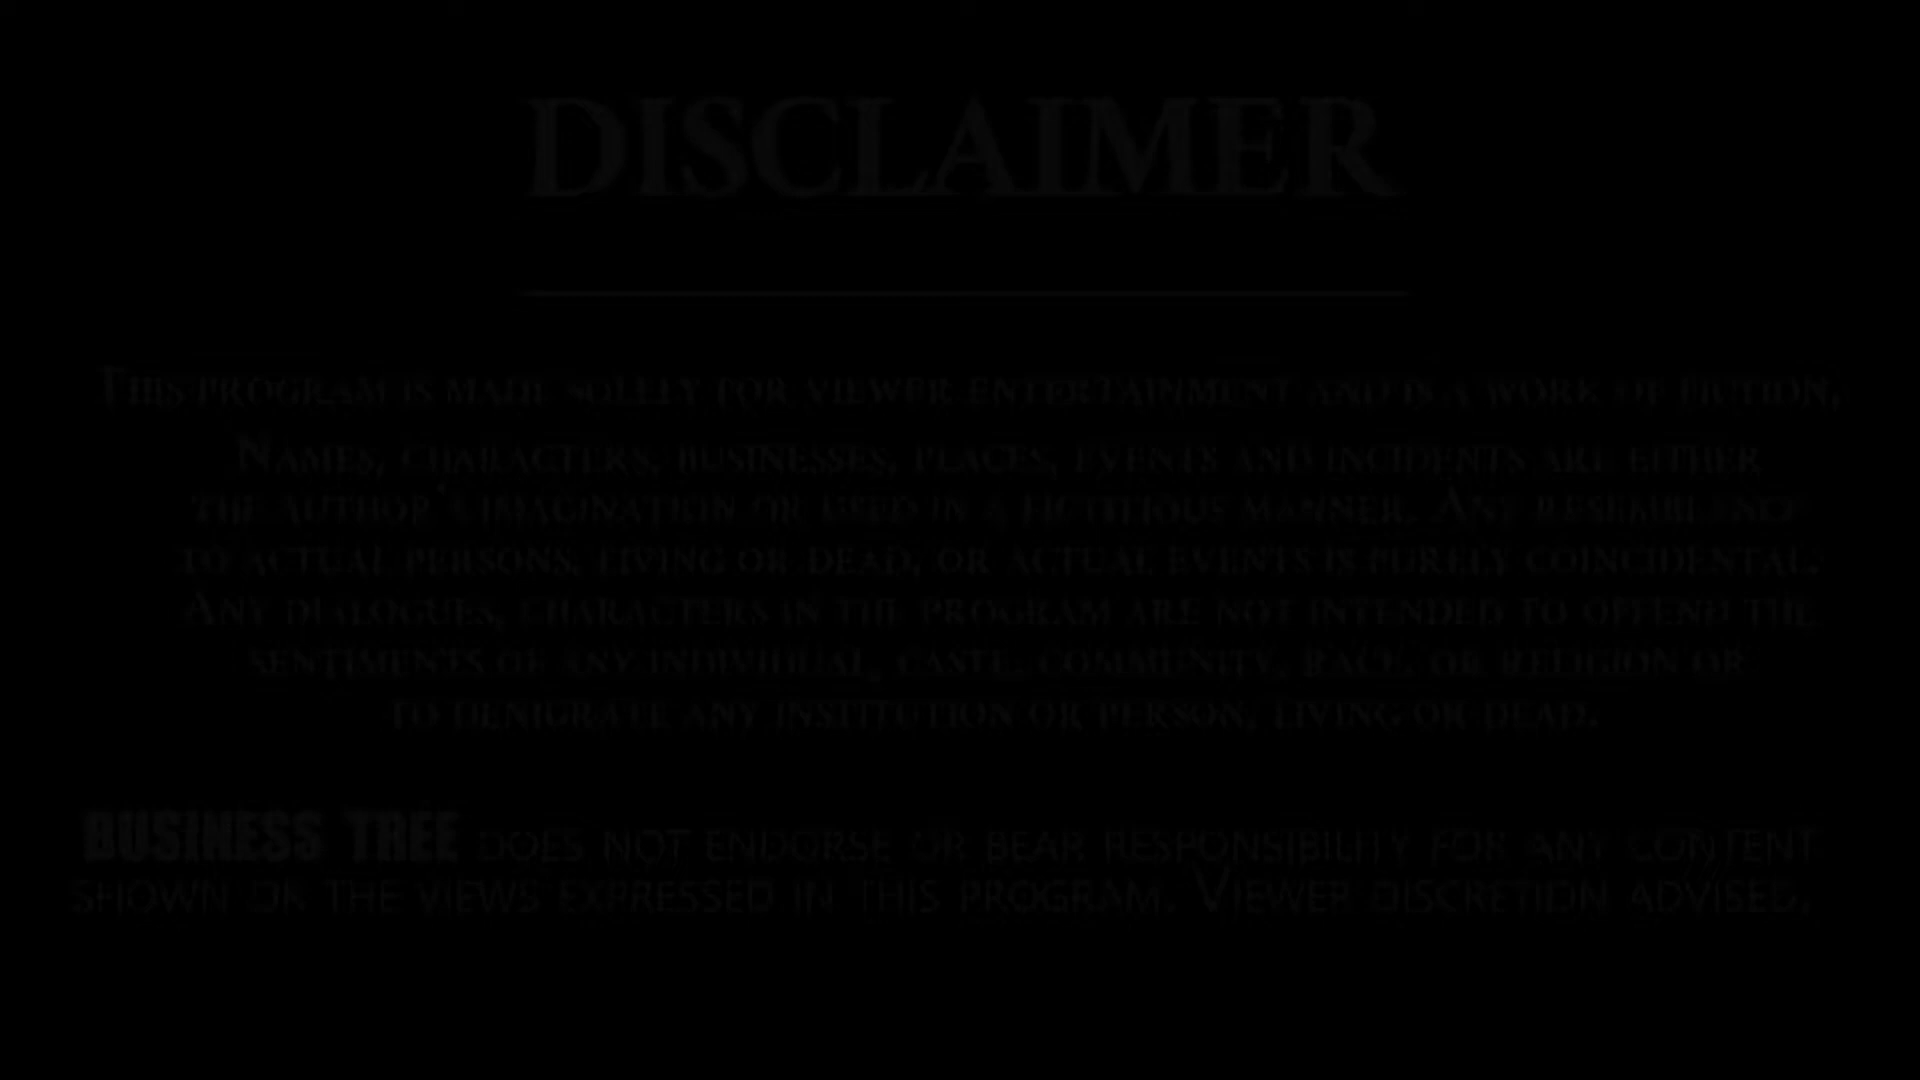 DISCLAIMER
THIS PROGRAM IS MADE SOLELY FOR VIEWER ENTERTAINMENT AND IS A WORK OF FICTION.
NAMES, CHARACTERS, BUSINESSES, PLACES, EVENTS AND INCIDENTS ARE EITHER
THE AUTHOR'S IMAGINATION OR USED IN A FICTITIOUS MANNER. ANY RESEMBLENCE
TO ACTUAL PERSONS, LIVING OR DEAD, OR ACTUAL EVENTS IS PURELY COINCIDENTAL.
ANY DIALOGUES, CHARACTERS IN THE PROGRAM ARE NOT INTENDED TO OFFEND THE
SENTIMENTS OF ANY INDIVIDUAL, CASTE, COMMUNITY, RACE, OR RELIGION OR
TO DENIGRATE ANY INSTITUTION OR PERSON, LIVING OR DEAD.
BUSINESS TREE DOES NOT ENDORSE OR BEAR RESPONSIBILITY FOR ANY CONTENT
SHOWN OR THE VIEWS EXPRESSED IN THIS PROGRAM. VIEWER DISCRETION ADVISED.